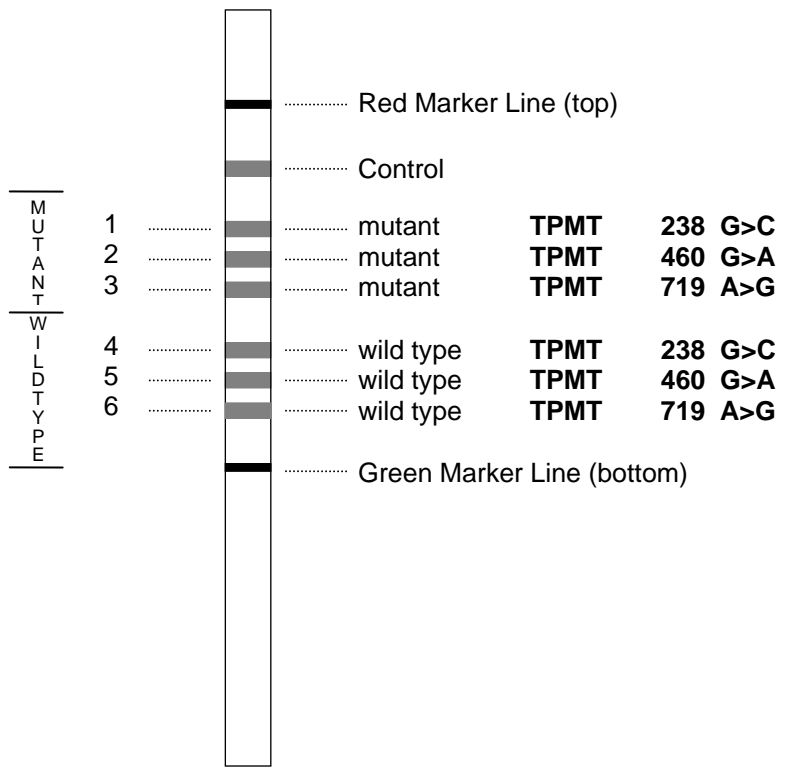 Red Marker Line (top)
Control
MUTANT
1 mutant TPMT 238 G>C
2 mutant TPMT 460 G>A
3 mutant TPMT 719 A>G
WILDTYPE
4 wild type TPMT 238 G>C
5 wild type TPMT 460 G>A
6 wild type TPMT 719 A>G
Green Marker Line (bottom)